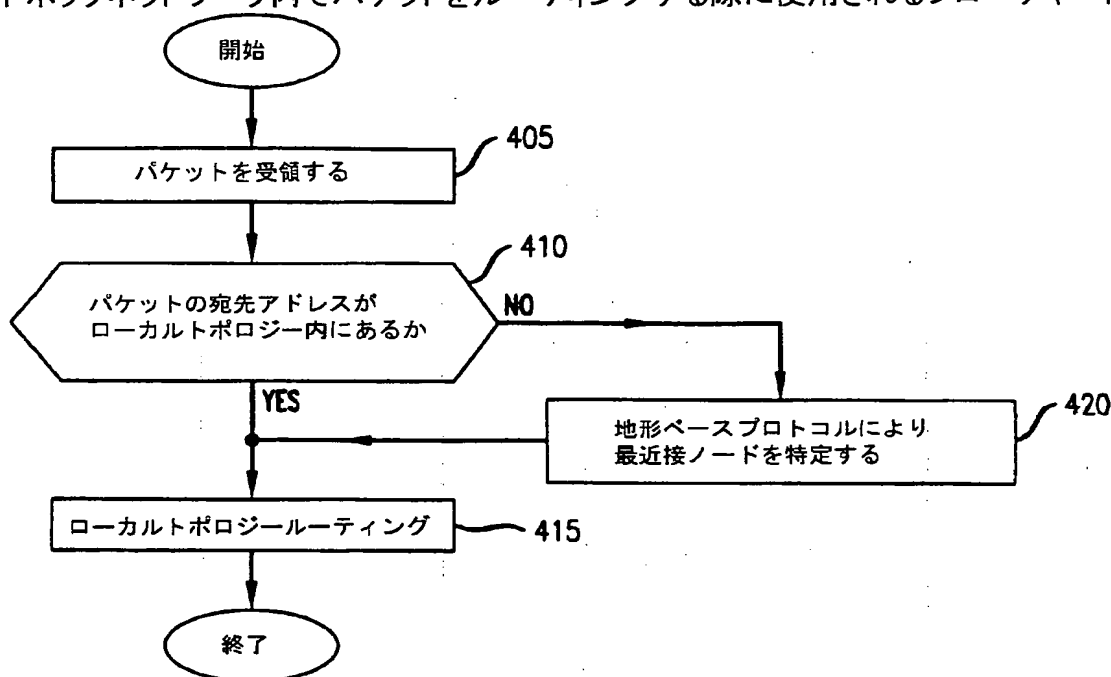 開始
405
パケットを受領する
410
パケットの宛先アドレスが
ローカルトポロジー内にあるか
NO
YES
420
地形ベースプロトコルにより
最近接ノードを特定する
ローカルトポロジールーティング
415
終了